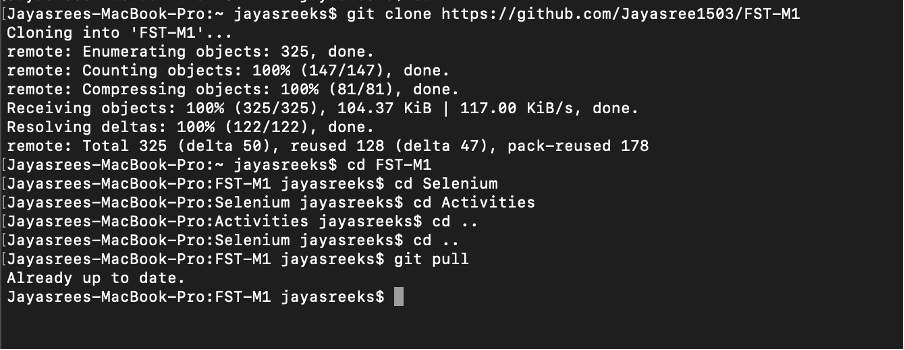 [Jayasrees-MacBook-Pro:~ jayasreeks$ git clone https://github.com/Jayasree1503/FST-M1
Cloning into 'FST-M1'...
remote: Enumerating objects: 325, done.
remote: Counting objects: 100% (147/147), done.
remote: Compressing objects: 100% (81/81), done.
Receiving objects: 100% (325/325), 104.37 KiB | 117.00 KiB/s, done.
Resolving deltas: 100% (122/122), done.
remote: Total 325 (delta 50), reused 128 (delta 47), pack-reused 178
[Jayasrees-MacBook-Pro:~ jayasreeks$ cd FST-M1
[Jayasrees-MacBook-Pro:FST-M1 jayasreeks$ cd Selenium
[Jayasrees-MacBook-Pro:Selenium jayasreeks$ cd Activities
[Jayasrees-MacBook-Pro:Activities jayasreeks$ cd ..
[Jayasrees-MacBook-Pro:Selenium jayasreeks$ cd ..
[Jayasrees-MacBook-Pro:FST-M1 jayasreeks$ git pull
Already up to date.
Jayasrees-MacBook-Pro:FST-M1 jayasreeks$